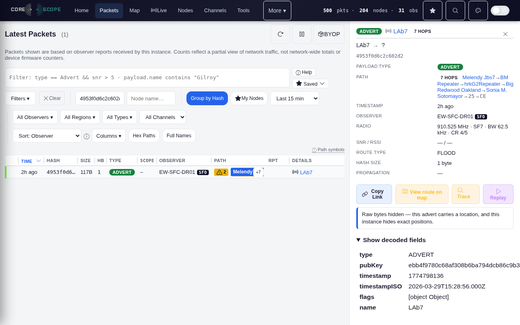 CORE SCOPE
Home Packets Map Live Nodes Channels Tools More ▾ 500 pkts · 204 nodes · 31 obs
Latest Packets (1)
↻ BYOP
Packets shown are based on observer reports received by this instance. Counts reflect a partial view of network traffic, not network-wide totals or
device firmware counters.
Filter: type == Advert && snr > 5 · payload.name contains "Gilroy"
Help
Saved ▾
Filters ▾ Clear 4953f0d6c602 Node name… Group by Hash ★My Nodes Last 15 min
All Observers ▾ All Regions ▾ All Types ▾ All Channels
Sort: Observer Columns ▾ Hex Paths Full Names
Path symbols
TIME HASH SIZE HB TYPE SCOPE OBSERVER PATH RPT DETAILS
2h ago 4953f0d6… 117B 1 ADVERT – EW-SFC-DR01 SFO Melendy LAb7
ADVERT LAb7 7 HOPS ×
LAb7 → ?
PAYLOAD TYPE ADVERT
PATH 7 HOPS Melendy Jbs7→BM
Repeater→hrkG2Repeater→Big
Redwood Oakland→Sonia M.
Sotomayor→25→CE
TIMESTAMP 2h ago
OBSERVER EW-SFC-DR01 SFO
RADIO 910.525 MHz · SF7 · BW 62.5
kHz · CR 4/5
SNR / RSSI — / —
ROUTE TYPE FLOOD
HASH SIZE 1 byte
PROPAGATION —
Copy
Link
View route on
Map
Trace
Replay
Raw bytes hidden — this advert carries a location, and this
instance hides exact positions.
▼ Show decoded fields
type ADVERT
pubKey ebb4f9780c68af308b6ba794dcb86c9b3
timestamp 1774798136
timestampISO 2026-03-29T15:28:56.000Z
flags [object Object]
name LAb7